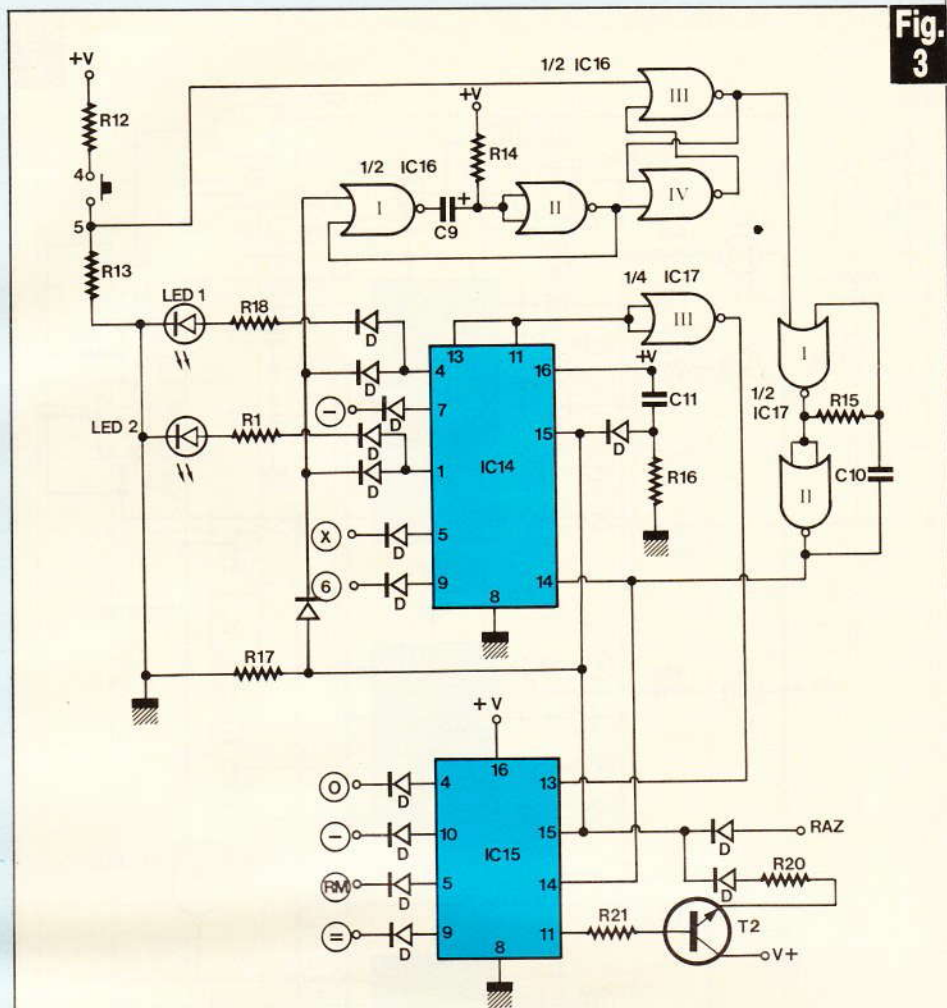 Fig.
3
+V
1/2 IC16
III
R12
+V
4
R14
1/2 IC16
IV
I
C9
+
II
5
R13
1/4 IC17
LED 1
R18
D
III
13
11
+V
I
D
4
16
C11
1/2
IC17
R15
−
D
7
LED 2
R1
D
15
D
IC14
R16
II
C10
D
1
X
D
5
6
D
9
14
8
R17
+V
16
O
D
4
13
−
D
10
15
D
RAZ
IC15
R20
D
RM
D
5
14
T2
=
D
9
11
R21
V+
8